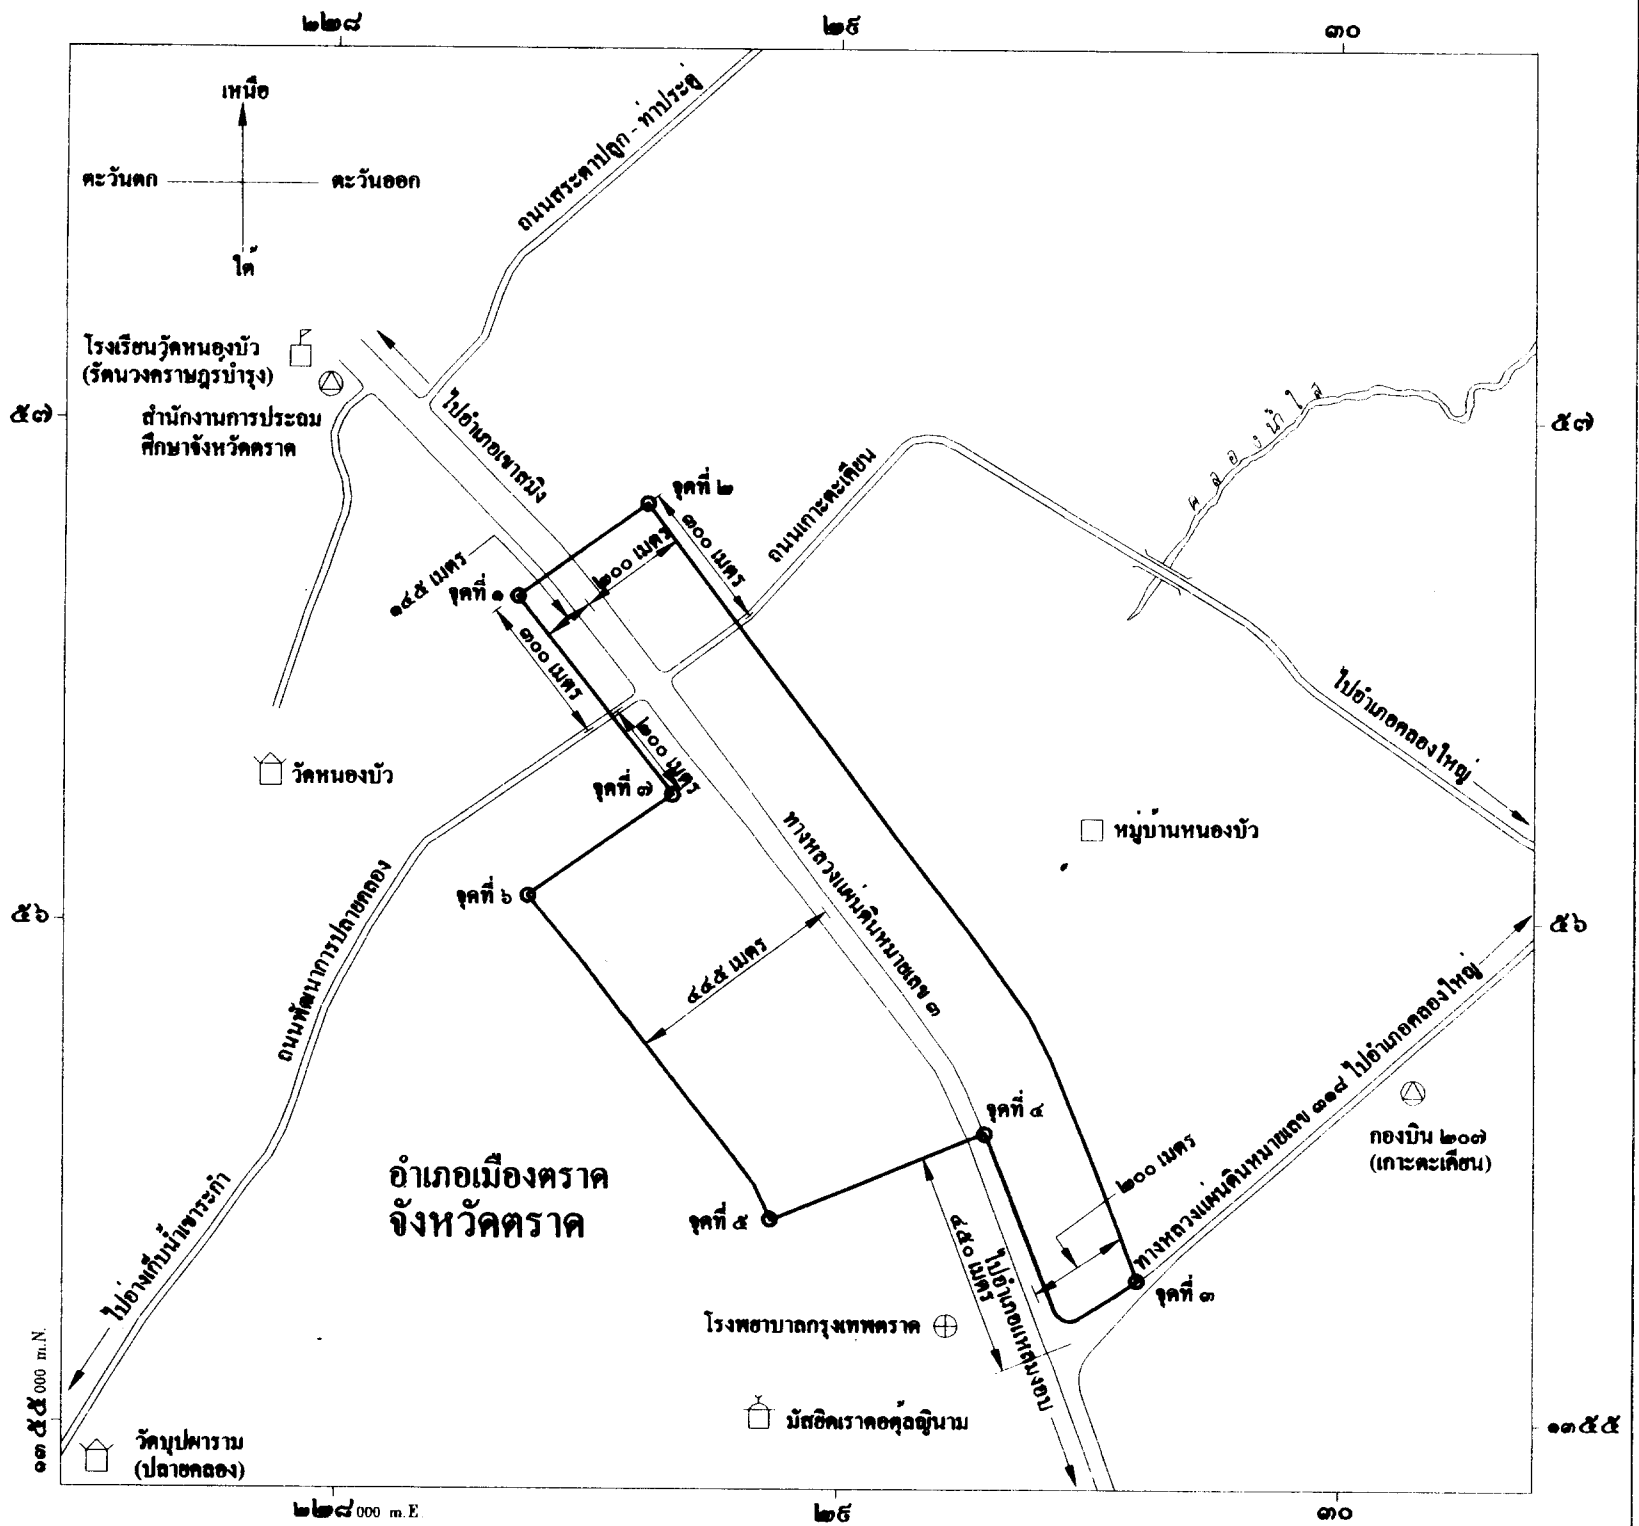 ๒๒๘
๒๙
๓๐
เหนือ
ตะวันตก
ตะวันออก
ใต้
ถนนสระตาปลูก - ท่าประดู่
โรงเรียนวัดหนองบัว
(รัตนวงศ์ราษฎร์บำรุง)
สำนักงานการประถม
ศึกษาจังหวัดตราด
๕๗
๕๗
ไปอำเภอเขาสมิง
คลองน้ำใส
ถนนเกาะตะเคียน
จุดที่ ๒
๓๐๐ เมตร
๒๐๐ เมตร
๑๔๕ เมตร
จุดที่ ๑
๓๐๐ เมตร
๒๐๐ เมตร
ไปอำเภอคลองใหญ่
วัดหนองบัว
จุดที่ ๗
หมู่บ้านหนองบัว
ทางหลวงแผ่นดินหมายเลข ๓
จุดที่ ๖
๕๖
๕๖
ถนนพัฒนาการปลายคลอง
๔๔๕ เมตร
ทางหลวงแผ่นดินหมายเลข ๓๑๘ ไปอำเภอคลองใหญ่
จุดที่ ๔
กองบิน ๒๐๗
(เกาะตะเคียน)
อำเภอเมืองตราด
จังหวัดตราด
๒๐๐ เมตร
จุดที่ ๕
๔๕๐ เมตร
ไปอำเภอแหลมงอบ
จุดที่ ๓
ไปอ่างเก็บน้ำเขาระกำ
โรงพยาบาลกรุงเทพตราด
มัสยิดเราดอตุ้ลญินาม
๑๓๕๕ 000 m.N.
๑๓๕๕
วัดบุปผาราม
(ปลายคลอง)
๒๒๘ 000 m.E.
๒๙
๓๐